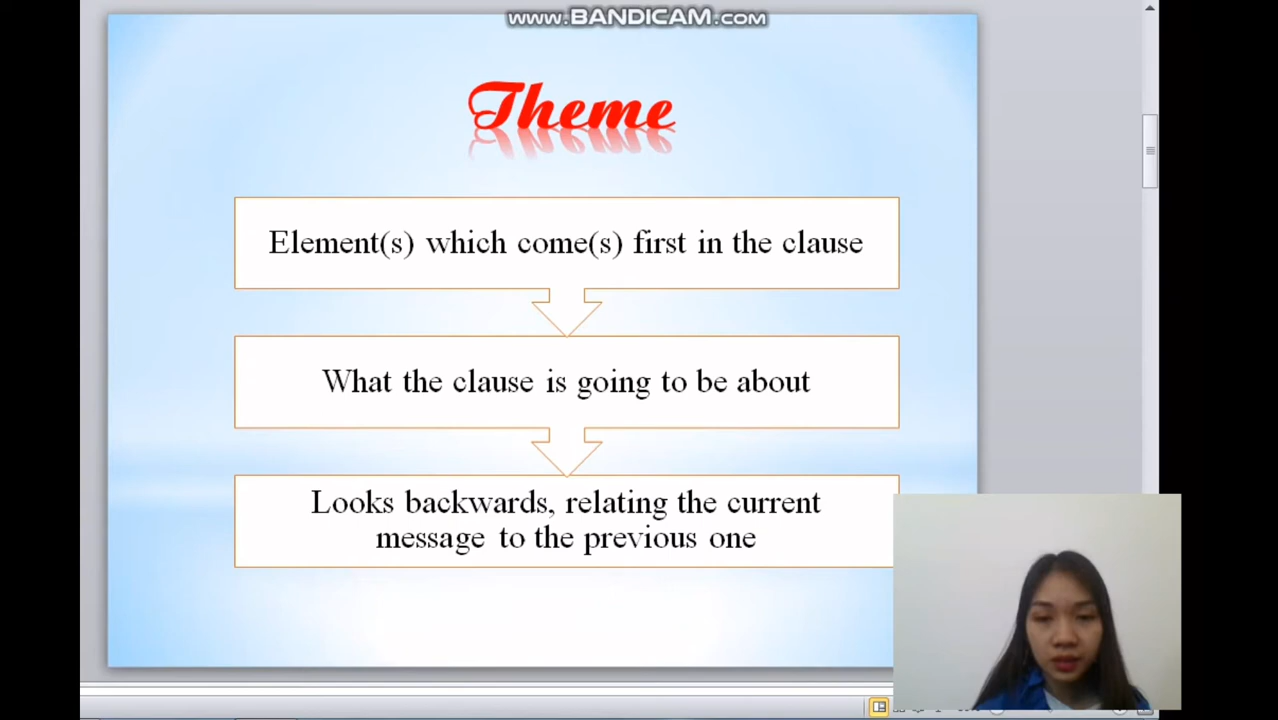 www.BANDICAM.com
Theme
Element(s) which come(s) first in the clause
What the clause is going to be about
Looks backwards, relating the current
message to the previous one